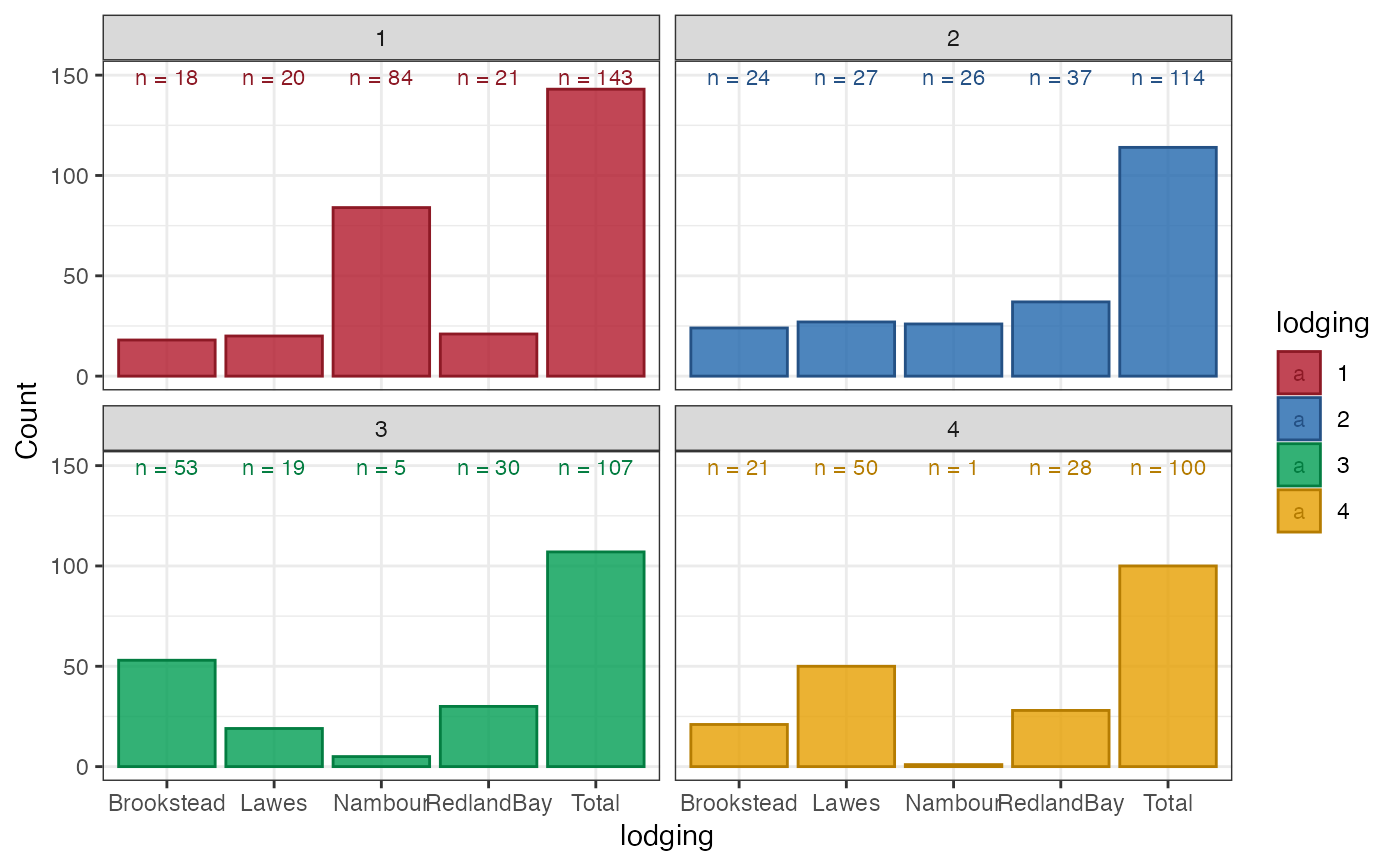 1
2
n = 18 n = 20 n = 84 n = 21 n = 143
n = 24 n = 27 n = 26 n = 37 n = 114
150
100
50
0
3
4
n = 53 n = 19 n = 5 n = 30 n = 107
n = 21 n = 50 n = 1 n = 28 n = 100
150
100
50
0
Brookstead Lawes Nambour RedlandBay Total
Brookstead Lawes Nambour RedlandBay Total
lodging
Count
lodging
a 1
a 2
a 3
a 4